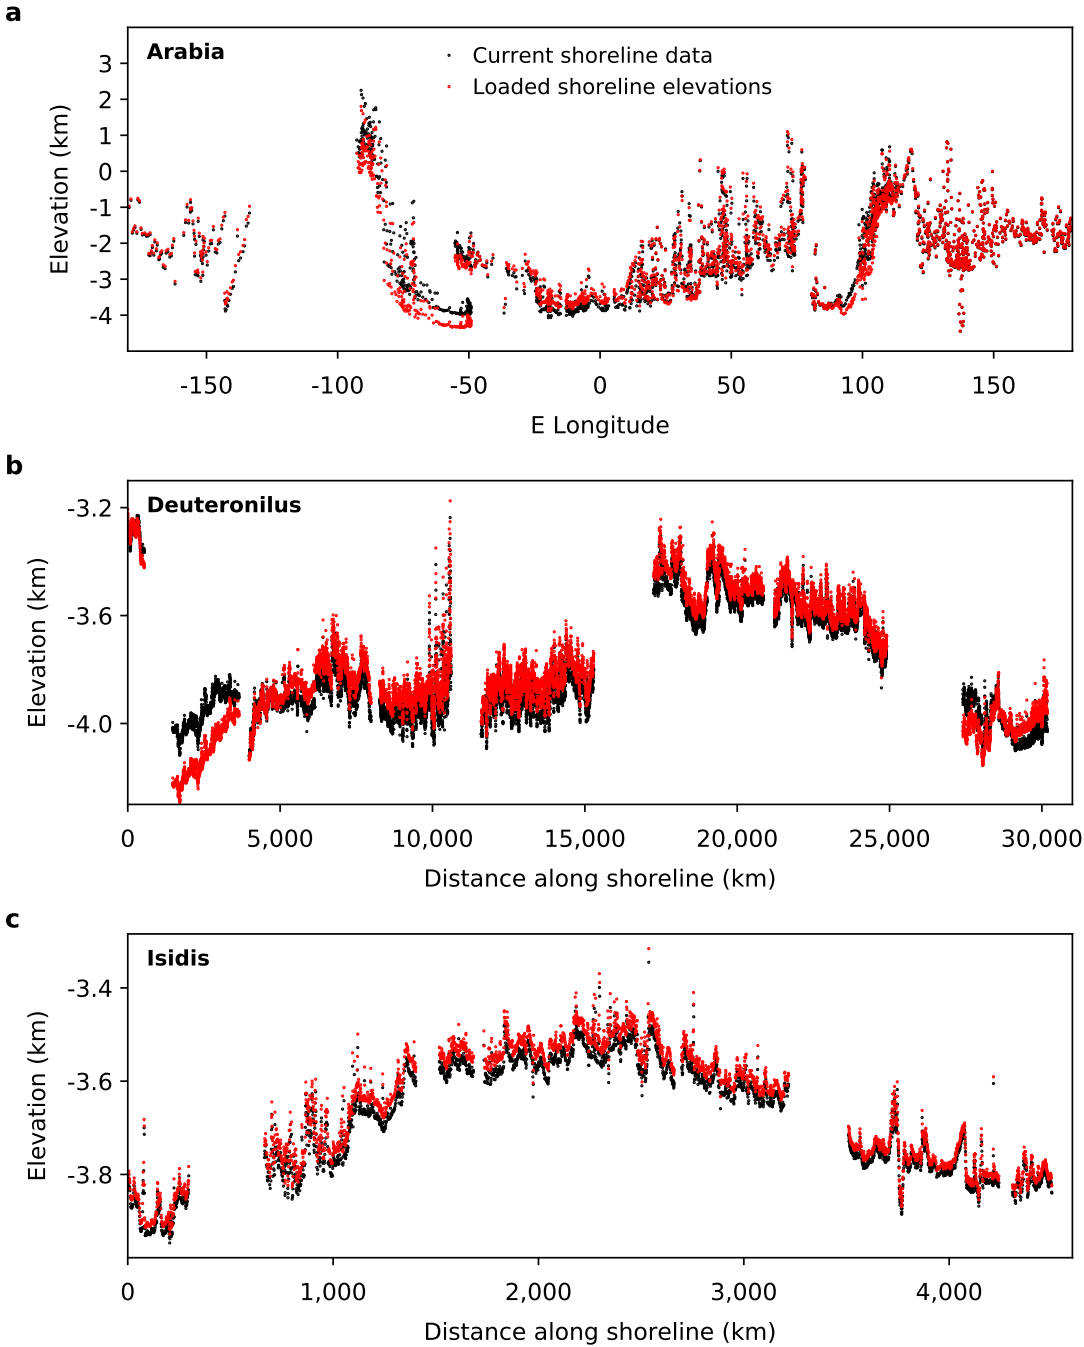 a
Arabia
Current shoreline data
Loaded shoreline elevations
Elevation (km)
3
2
1
0
-1
-2
-3
-4
-150 -100 -50 0 50 100 150
E Longitude
b
Deuteronilus
Elevation (km)
-3.2
-3.6
-4.0
0 5,000 10,000 15,000 20,000 25,000 30,000
Distance along shoreline (km)
c
Isidis
Elevation (km)
-3.4
-3.6
-3.8
0 1,000 2,000 3,000 4,000
Distance along shoreline (km)